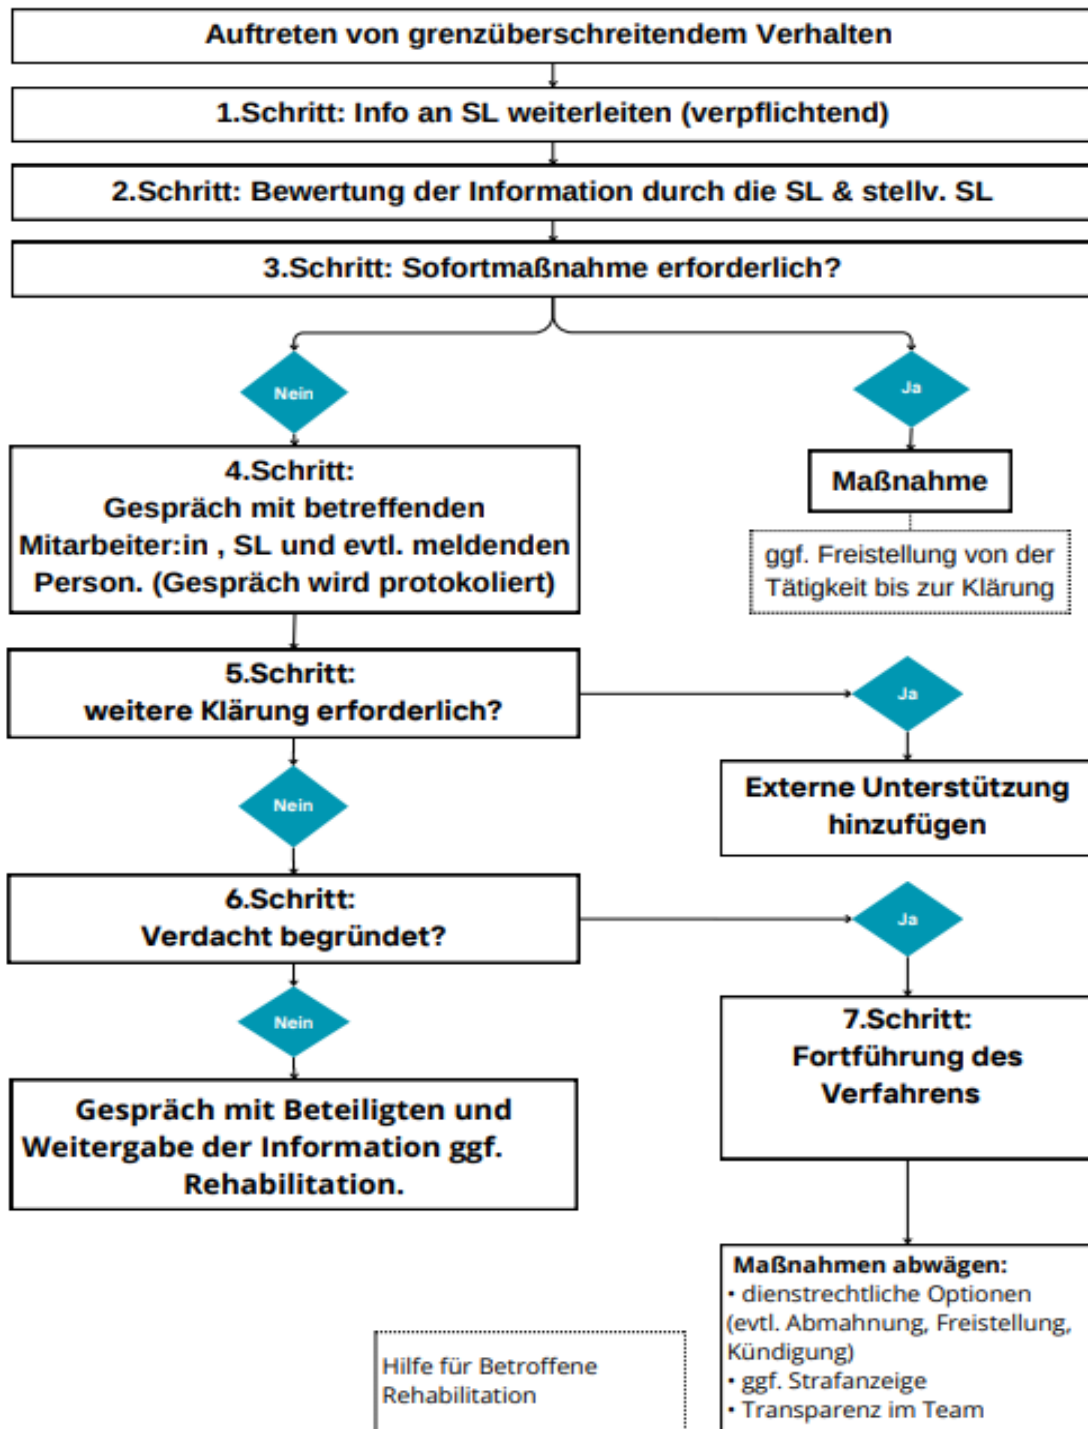 Auftreten von grenzüberschreitendem Verhalten
1.Schritt: Info an SL weiterleiten (verpflichtend)
2.Schritt: Bewertung der Information durch die SL & stellv. SL
3.Schritt: Sofortmaßnahme erforderlich?
Nein
Ja
4.Schritt:
Gespräch mit betreffenden
Mitarbeiter:in , SL und evtl. meldenden
Person. (Gespräch wird protokoliert)
Maßnahme
ggf. Freistellung von der
Tätigkeit bis zur Klärung
5.Schritt:
weitere Klärung erforderlich?
Ja
Nein
Externe Unterstützung
hinzufügen
6.Schritt:
Verdacht begründet?
Ja
Nein
7.Schritt:
Fortführung des
Verfahrens
Gespräch mit Beteiligten und
Weitergabe der Information ggf.
Rehabilitation.
Maßnahmen abwägen:
• dienstrechtliche Optionen
(evtl. Abmahnung, Freistellung,
Kündigung)
• ggf. Strafanzeige
• Transparenz im Team
Hilfe für Betroffene
Rehabilitation